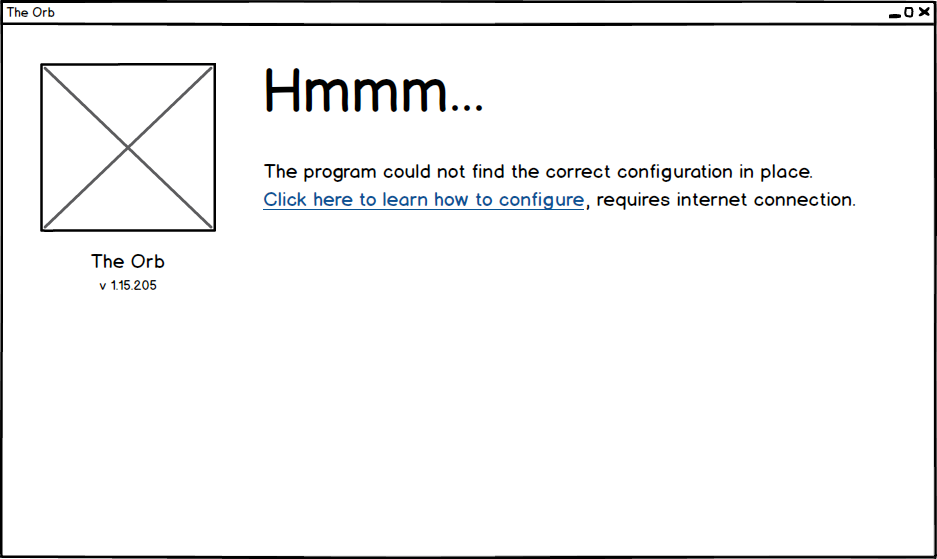 The Orb
Hmmm...
The program could not find the correct configuration in place.
Click here to learn how to configure, requires internet connection.
The Orb
v 1.15.205